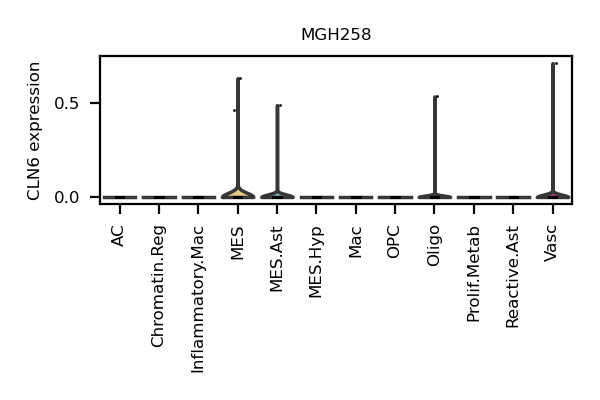 MGH258
CLN6 expression
0.5
0.0
AC
Chromatin.Reg
Inflammatory.Mac
MES
MES.Ast
MES.Hyp
Mac
OPC
Oligo
Prolif.Metab
Reactive.Ast
Vasc